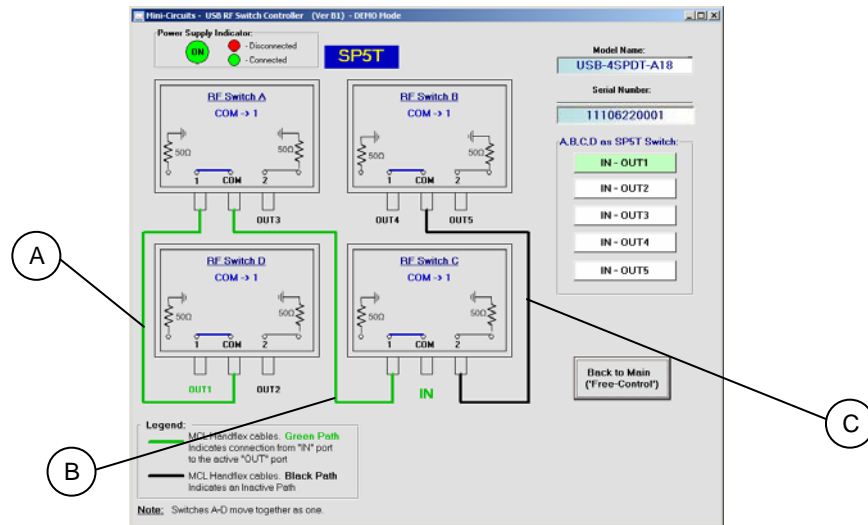 Mini-Circuits - USB RF Switch Controller (Ver B1) - DEMO Mode
Power Supply Indicator:
ON
- Disconnected
- Connected
SP5T
Model Name:
USB-4SPDT-A18
Serial Number:
11106220001
A,B,C,D as SP5T Switch:
IN - OUT1
IN - OUT2
IN - OUT3
IN - OUT4
IN - OUT5
RF Switch A
COM -> 1
50Ω
50Ω
1 COM 2
OUT3
RF Switch B
COM -> 1
50Ω
50Ω
1 COM 2
OUT4
OUT5
A
RF Switch D
COM -> 1
50Ω
50Ω
1 COM 2
OUT1
OUT2
RF Switch C
COM -> 1
50Ω
50Ω
1 COM 2
IN
Back to Main
('Free-Control')
C
B
Legend:
MCL Handflex cables. Green Path
Indicates connection from "IN" port
to the active "OUT" port
MCL Handflex cables. Black Path
Indicates an Inactive Path
Note: Switches A-D move together as one.